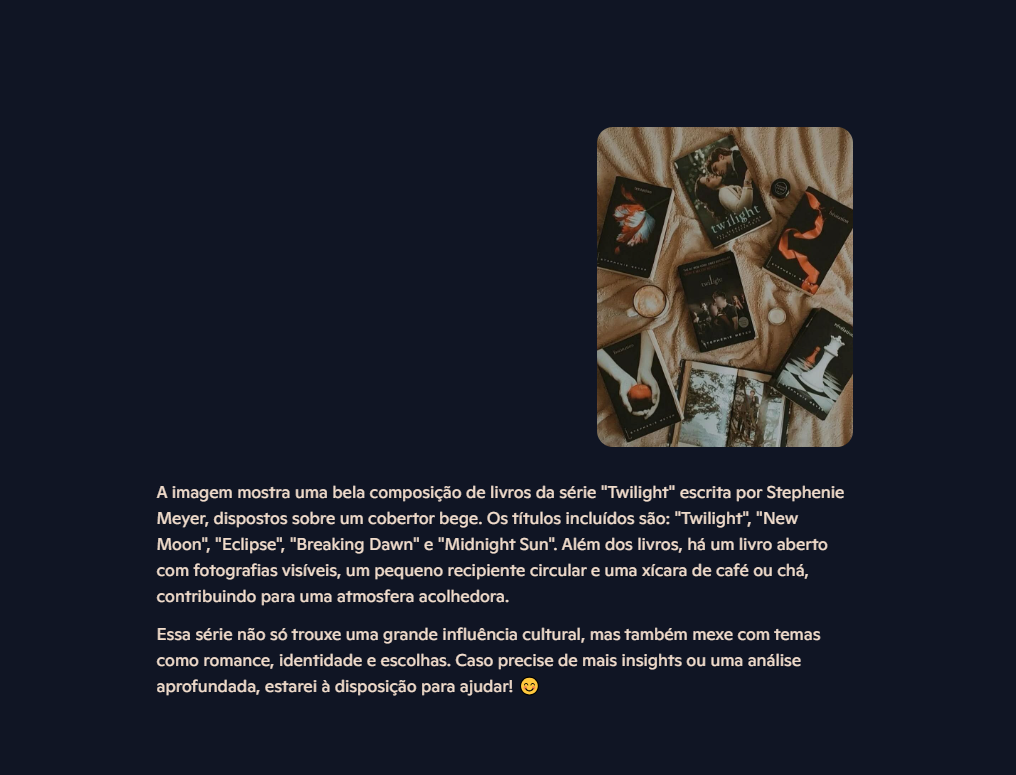 twilight
STEPHENIE MEYER
A imagem mostra uma bela composição de livros da série "Twilight" escrita por Stephenie
Meyer, dispostos sobre um cobertor bege. Os títulos incluídos são: "Twilight", "New
Moon", "Eclipse", "Breaking Dawn" e "Midnight Sun". Além dos livros, há um livro aberto
com fotografias visíveis, um pequeno recipiente circular e uma xícara de café ou chá,
contribuindo para uma atmosfera acolhedora.
Essa série não só trouxe uma grande influência cultural, mas também mexe com temas
como romance, identidade e escolhas. Caso precise de mais insights ou uma análise
aprofundada, estarei à disposição para ajudar! 😊